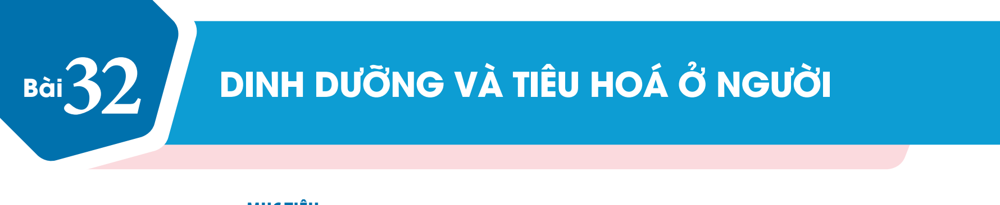 Bài 32
DINH DƯỠNG VÀ TIÊU HOÁ Ở NGƯỜI